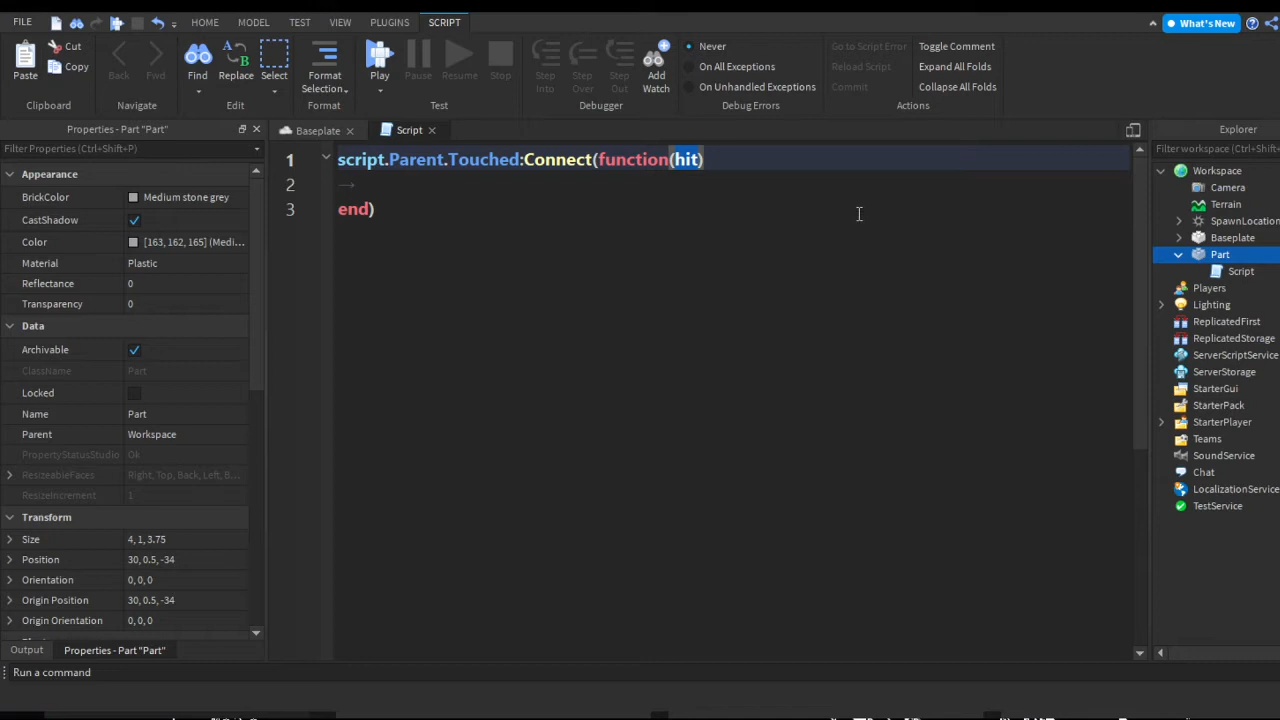 FILE HOME MODEL TEST VIEW PLUGINS SCRIPT What's New
Paste Cut Copy Back Fwd Find Replace Select Format Selection Play Pause Resume Stop Step Into Step Over Step Out Add Watch Never On All Exceptions On Unhandled Exceptions Go to Script Error Reload Script Commit Toggle Comment Expand All Folds Collapse All Folds
Clipboard Navigate Edit Format Test Debugger Debug Errors Actions
Properties - Part "Part" Baseplate Script Explorer
Filter Properties (Ctrl+Shift+P)
Appearance
BrickColor Medium stone grey
CastShadow
Color [163, 162, 165] (Medi...
Material Plastic
Reflectance 0
Transparency 0
Data
Archivable
ClassName Part
Locked
Name Part
Parent Workspace
PropertyStatusStudio Ok
ResizeableFaces Right, Top, Back, Left, B...
ResizeIncrement 1
Transform
Size 4, 1, 3.75
Position 30, 0.5, -34
Orientation 0, 0, 0
Origin Position 30, 0.5, -34
Origin Orientation 0, 0, 0
Output Properties - Part "Part"
Run a command
1 script.Parent.Touched:Connect(function(hit)
2
3 end)
Filter workspace (Ctrl+Shift
Workspace
Camera
Terrain
SpawnLocation
Baseplate
Part
Script
Players
Lighting
ReplicatedFirst
ReplicatedStorage
ServerScriptService
ServerStorage
StarterGui
StarterPack
StarterPlayer
Teams
SoundService
Chat
LocalizationService
TestService